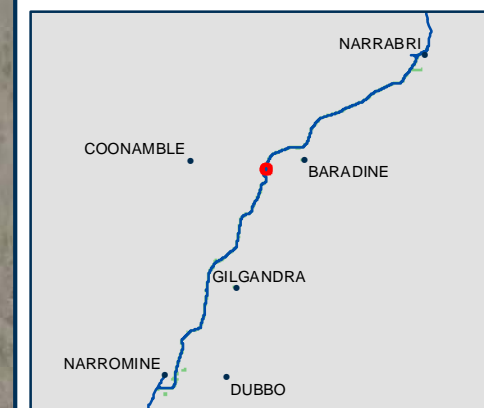 NARRABRI
COONAMBLE
BARADINE
GILGANDRA
NARROMINE
DUBBO